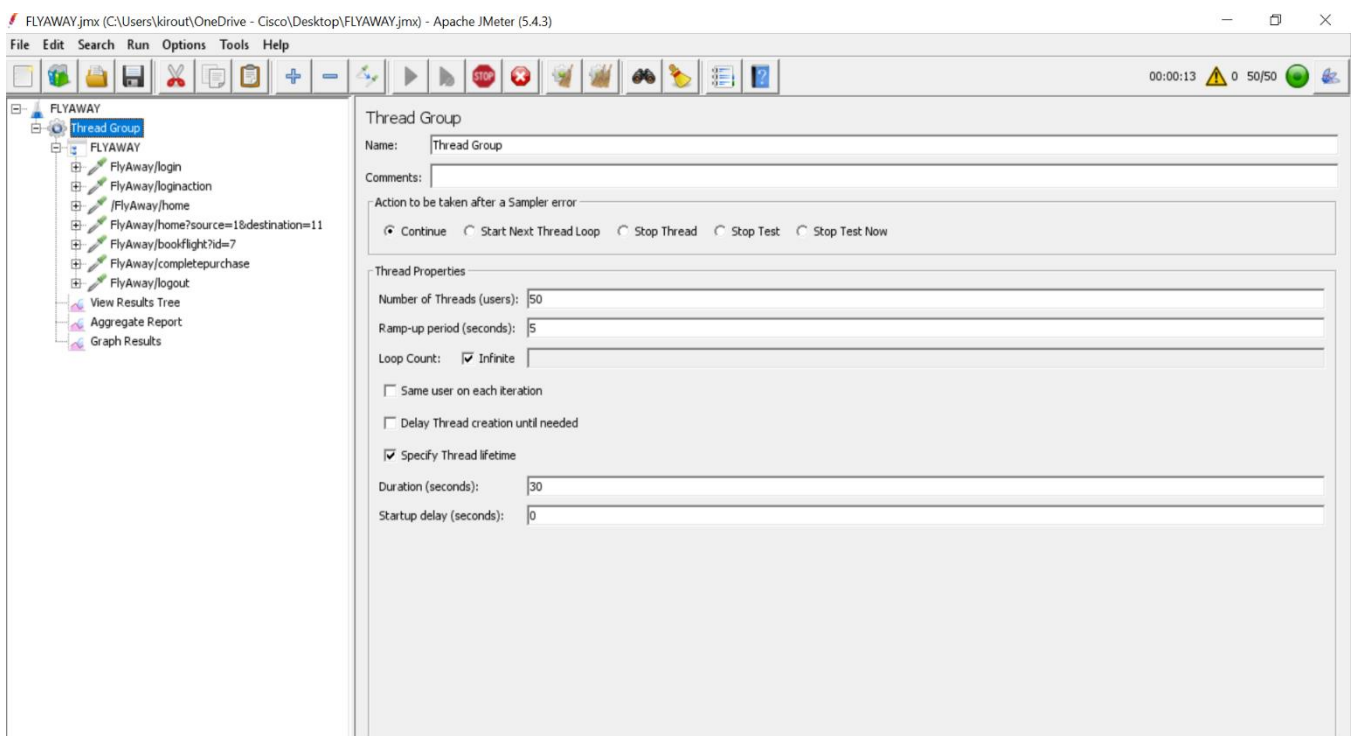 FLYAWAY.jmx (C:\Users\kirout\OneDrive - Cisco\Desktop\FLYAWAY.jmx) - Apache JMeter (5.4.3)
File Edit Search Run Options Tools Help
STOP ? 00:00:13 0 50/50
FLYAWAY
Thread Group
FLYAWAY
FlyAway/login
FlyAway/loginaction
/FlyAway/home
FlyAway/home?source=1&destination=11
FlyAway/bookflight?id=7
FlyAway/completepurchase
FlyAway/logout
View Results Tree
Aggregate Report
Graph Results
Thread Group
Name: Thread Group
Comments:
Action to be taken after a Sampler error
Continue Start Next Thread Loop Stop Thread Stop Test Stop Test Now
Thread Properties
Number of Threads (users): 50
Ramp-up period (seconds): 5
Loop Count: Infinite
Same user on each iteration
Delay Thread creation until needed
Specify Thread lifetime
Duration (seconds): 30
Startup delay (seconds): 0